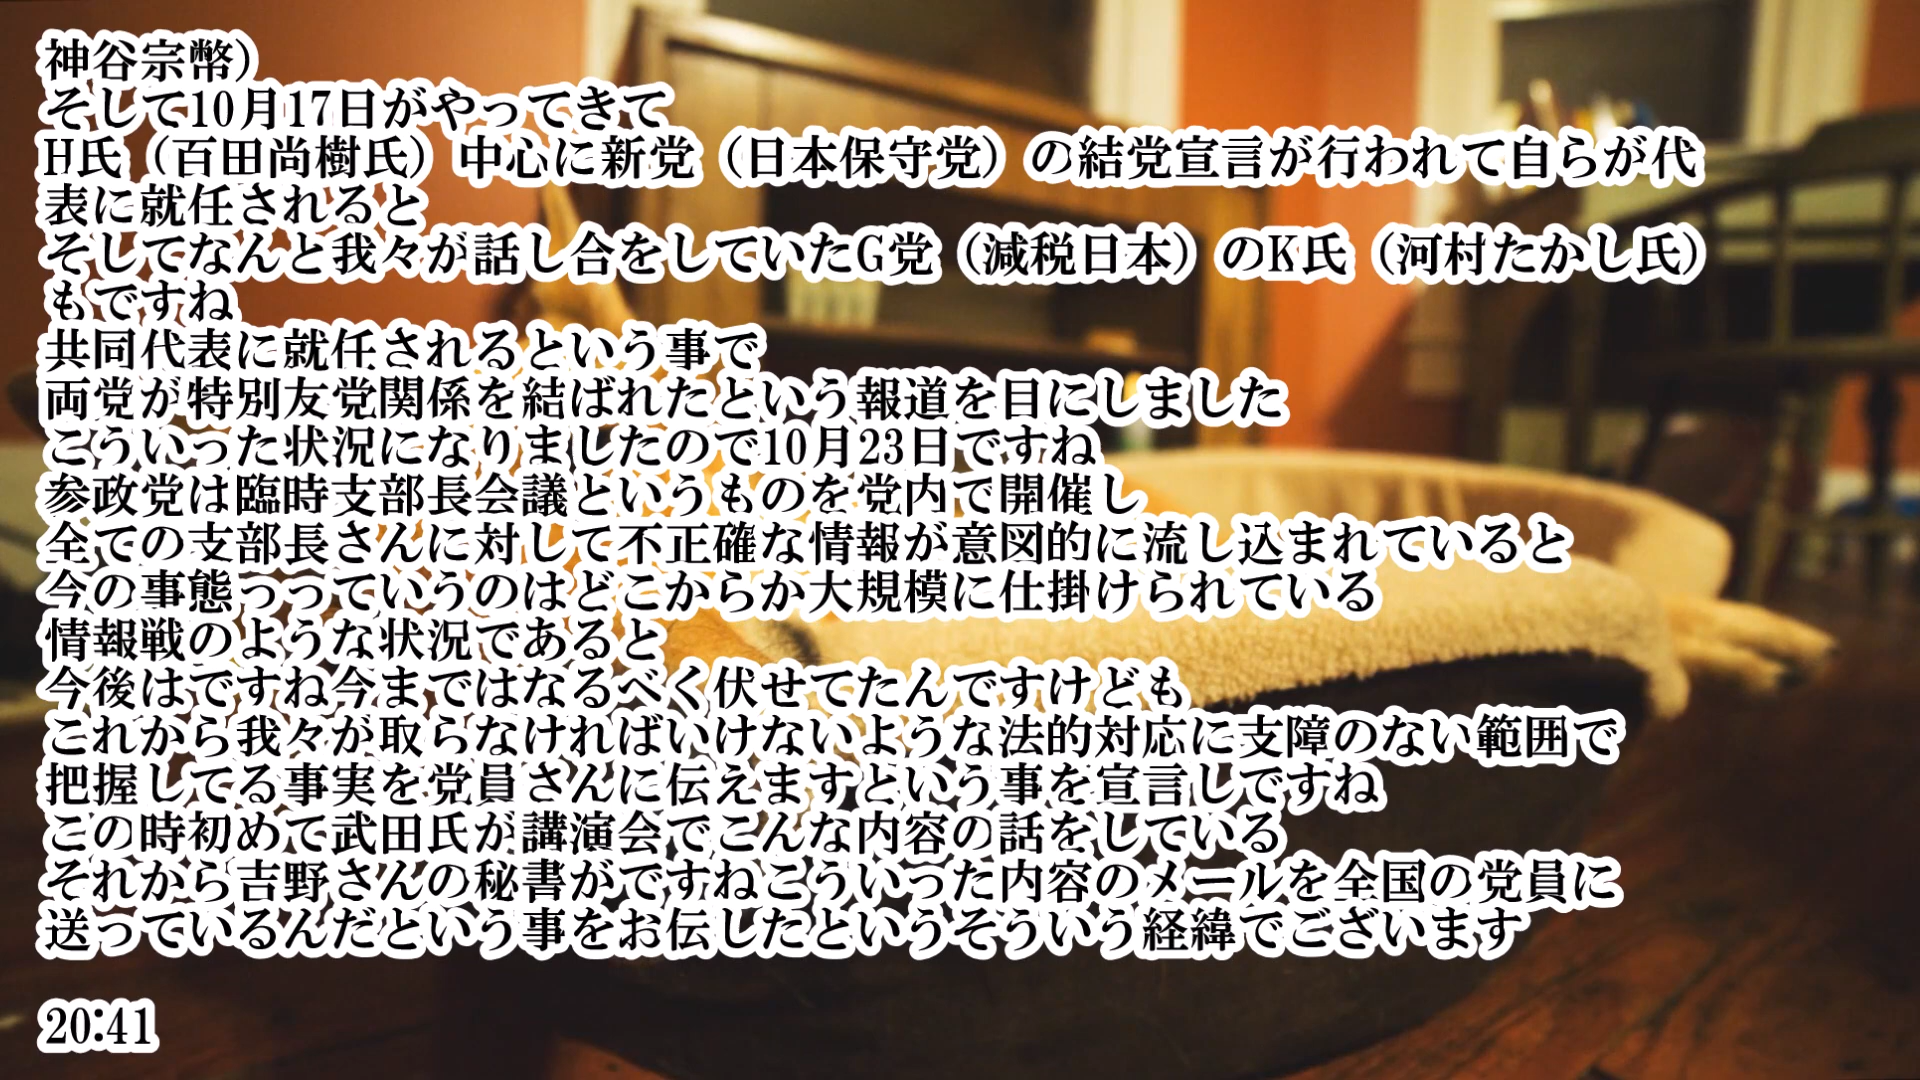 神谷宗幣）
そして10月17日がやってきて
H氏（百田尚樹氏）中心に新党（日本保守党）の結党宣言が行われて自らが代
表に就任されると
そしてなんと我々が話し合をしていたG党（減税日本）のK氏（河村たかし氏）
もですね
共同代表に就任されるという事で
両党が特別友党関係を結ばれたという報道を目にしました
こういった状況になりましたので10月23日ですね
参政党は臨時支部長会議というものを党内で開催し
全ての支部長さんに対して不正確な情報が意図的に流し込まれていると
今の事態っっていうのはどこからか大規模に仕掛けられている
情報戦のような状況であると
今後はですね今まではなるべく伏せてたんですけども
これから我々が取らなければいけないような法的対応に支障のない範囲で
把握してる事実を党員さんに伝えますという事を宣言しですね
この時初めて武田氏が講演会でこんな内容の話をしている
それから吉野さんの秘書がですねこういった内容のメールを全国の党員に
送っているんだという事をお伝したというそういう経緯でございます
20:41